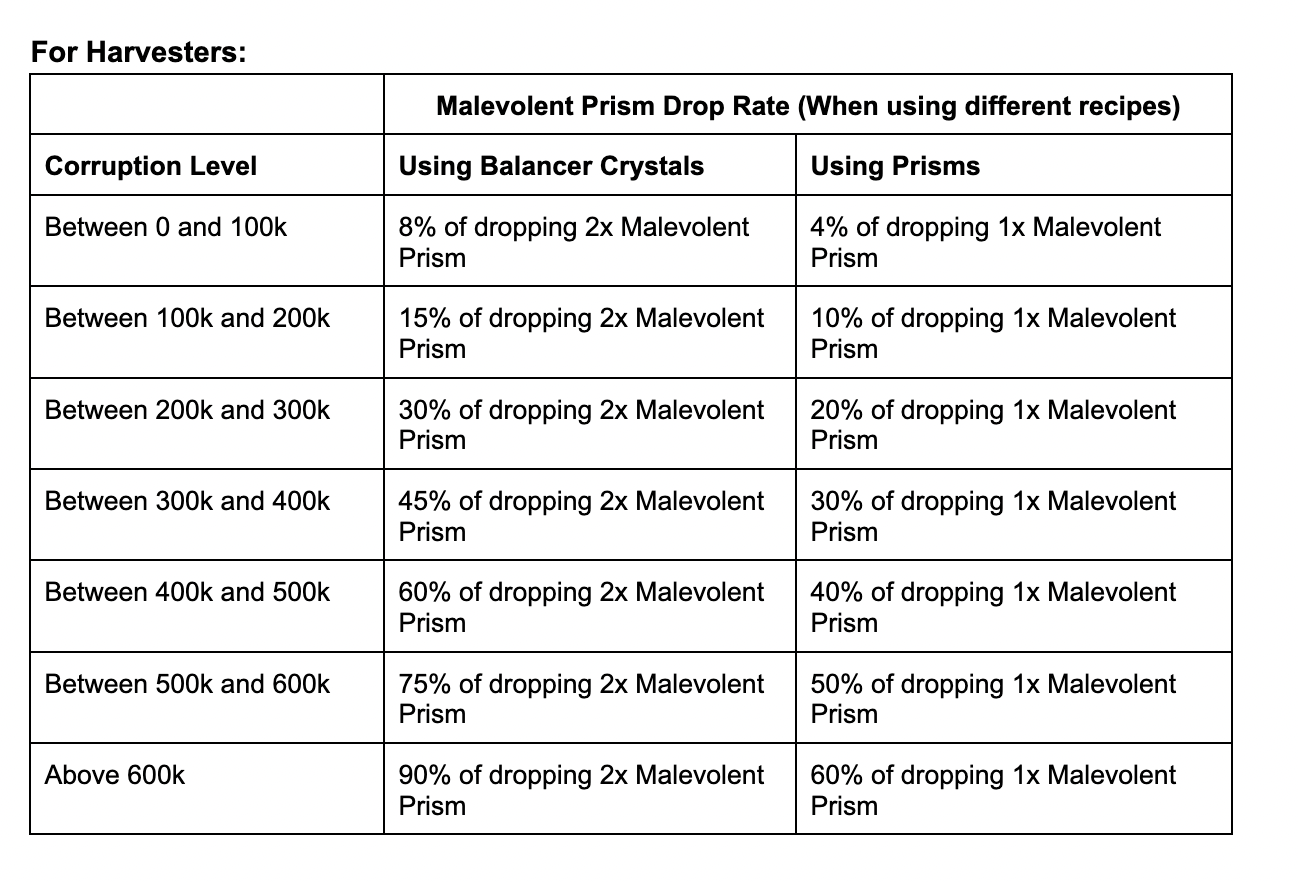 For Harvesters:
Malevolent Prism Drop Rate (When using different recipes)
Corruption Level
Using Balancer Crystals
Using Prisms
Between 0 and 100k
8% of dropping 2x Malevolent
Prism
4% of dropping 1x Malevolent
Prism
Between 100k and 200k
15% of dropping 2x Malevolent
Prism
10% of dropping 1x Malevolent
Prism
Between 200k and 300k
30% of dropping 2x Malevolent
Prism
20% of dropping 1x Malevolent
Prism
Between 300k and 400k
45% of dropping 2x Malevolent
Prism
30% of dropping 1x Malevolent
Prism
Between 400k and 500k
60% of dropping 2x Malevolent
Prism
40% of dropping 1x Malevolent
Prism
Between 500k and 600k
75% of dropping 2x Malevolent
Prism
50% of dropping 1x Malevolent
Prism
Above 600k
90% of dropping 2x Malevolent
Prism
60% of dropping 1x Malevolent
Prism